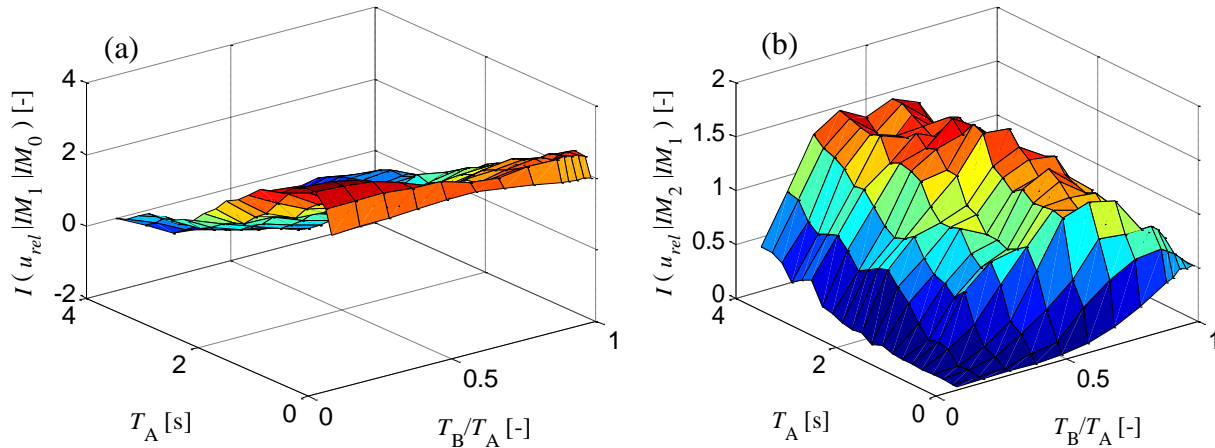 (a)
4
2
0
-2
I ( u_rel |IM_1 |IM_0 ) [-]
4
2
0
T_A [s]
0
0.5
1
T_B/T_A [-]
(b)
2
1.5
1
0.5
0
I ( u_rel |IM_2 |IM_1 ) [-]
4
2
0
T_A [s]
0
0.5
1
T_B/T_A [-]